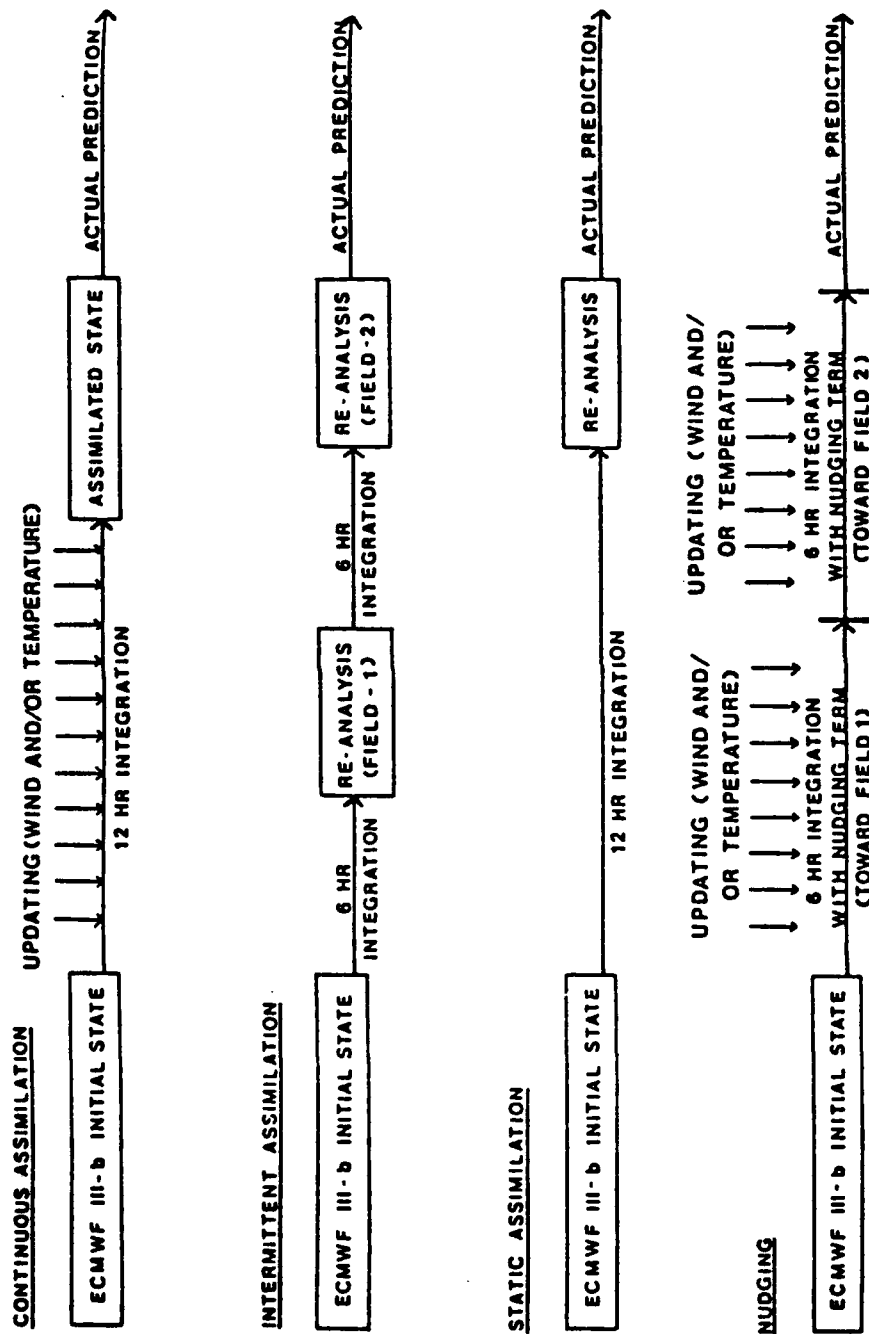 CONTINUOUS ASSIMILATION
UPDATING (WIND AND/OR TEMPERATURE)
ECMWF III-b INITIAL STATE
12 HR INTEGRATION
ASSIMILATED STATE
ACTUAL PREDICTION
INTERMITTENT ASSIMILATION
ECMWF III-b INITIAL STATE
6 HR
INTEGRATION
RE-ANALYSIS
(FIELD-1)
6 HR
INTEGRATION
RE-ANALYSIS
(FIELD-2)
ACTUAL PREDICTION
STATIC ASSIMILATION
ECMWF III-b INITIAL STATE
12 HR INTEGRATION
RE-ANALYSIS
ACTUAL PREDICTION
NUDGING
ECMWF III-b INITIAL STATE
UPDATING (WIND AND/
OR TEMPERATURE)
6 HR INTEGRATION
WITH NUDGING TERM
(TOWARD FIELD 1)
UPDATING (WIND AND/
OR TEMPERATURE)
6 HR INTEGRATION
WITH NUDGING TERM
(TOWARD FIELD 2)
ACTUAL PREDICTION